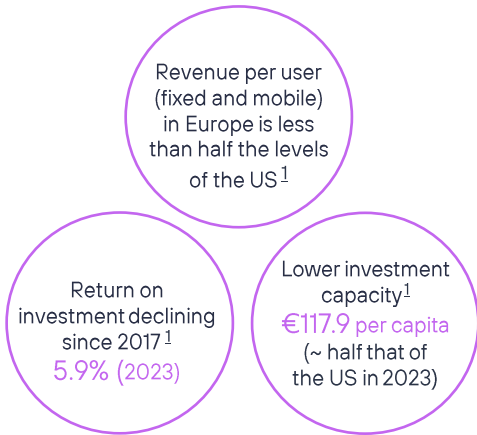 Revenue per user
(fixed and mobile)
in Europe is less
than half the levels
of the US 1
Return on
investment declining
since 2017 1
5.9% (2023)
Lower investment
capacity1
€117.9 per capita
(~ half that of
the US in 2023)